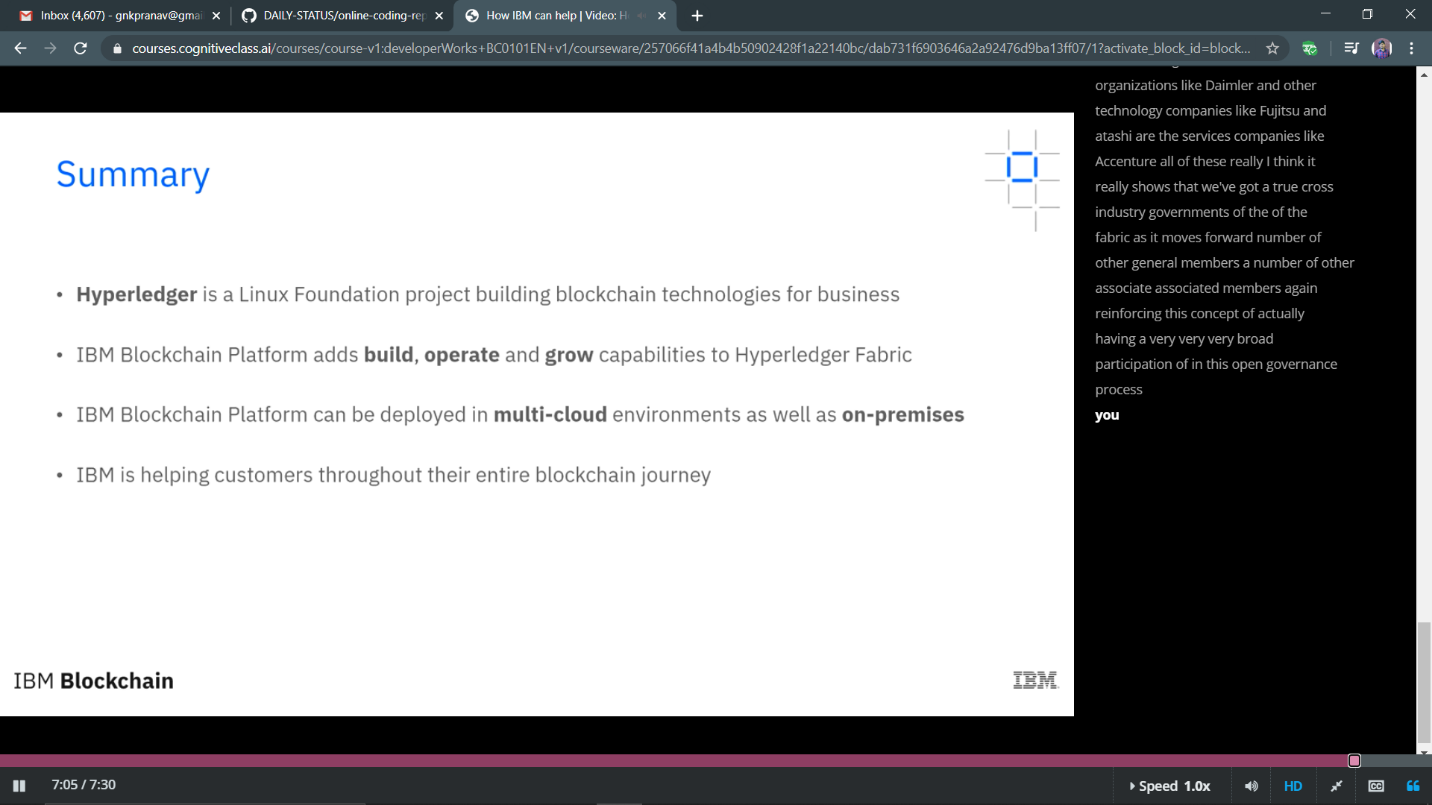 Inbox (4,607) - gnkpranav@gmai
DAILY-STATUS/online-coding-rep
How IBM can help | Video: H
courses.cognitiveclass.ai/courses/course-v1:developerWorks+BC0101EN+v1/courseware/257066f41a4b4b50902428f1a22140bc/dab731f6903646a2a92476d9ba13ff07/1?activate_block_id=block...
Summary
• Hyperledger is a Linux Foundation project building blockchain technologies for business
• IBM Blockchain Platform adds build, operate and grow capabilities to Hyperledger Fabric
• IBM Blockchain Platform can be deployed in multi-cloud environments as well as on-premises
• IBM is helping customers throughout their entire blockchain journey
IBM Blockchain
IBM
organizations like Daimler and other
technology companies like Fujitsu and
atashi are the services companies like
Accenture all of these really I think it
really shows that we've got a true cross
industry governments of the of the
fabric as it moves forward number of
other general members a number of other
associate associated members again
reinforcing this concept of actually
having a very very very broad
participation of in this open governance
process
you
7:05 / 7:30
Speed 1.0x
HD
CC